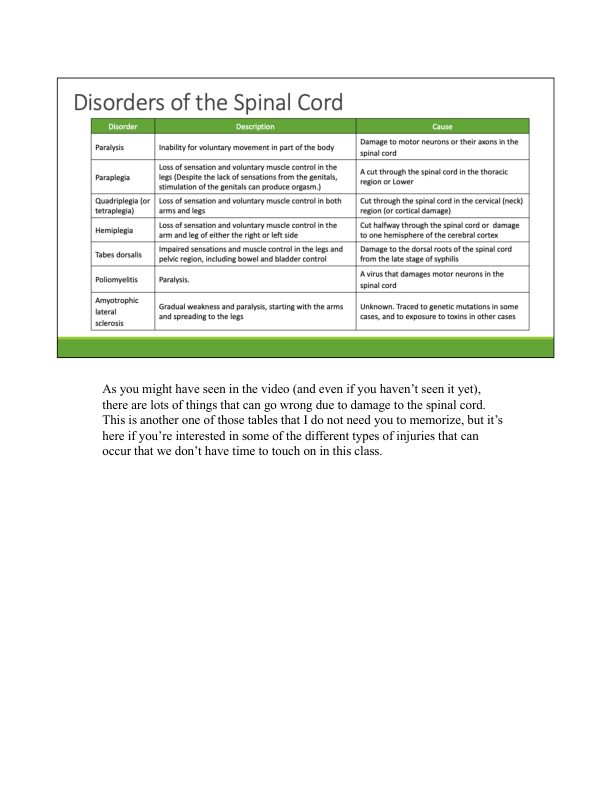 Disorders of the Spinal Cord
Disorder Description Cause
Paralysis
Inability for voluntary movement in part of the body
Damage to motor neurons or their axons in the
spinal cord
Paraplegia
Loss of sensation and voluntary muscle control in the
legs (Despite the lack of sensations from the genitals,
stimulation of the genitals can produce orgasm.)
A cut through the spinal cord in the thoracic
region or Lower
Quadriplegia (or
tetraplegia)
Loss of sensation and voluntary muscle control in both
arms and legs
Cut through the spinal cord in the cervical (neck)
region (or cortical damage)
Hemiplegia
Loss of sensation and voluntary muscle control in the
arm and leg of either the right or left side
Cut halfway through the spinal cord or damage
to one hemisphere of the cerebral cortex
Tabes dorsalis
Impaired sensations and muscle control in the legs and
pelvic region, including bowel and bladder control
Damage to the dorsal roots of the spinal cord
from the late stage of syphilis
Poliomyelitis
Paralysis.
A virus that damages motor neurons in the
spinal cord
Amyotrophic
lateral
sclerosis
Gradual weakness and paralysis, starting with the arms
and spreading to the legs
Unknown. Traced to genetic mutations in some
cases, and to exposure to toxins in other cases
As you might have seen in the video (and even if you haven’t seen it yet),
there are lots of things that can go wrong due to damage to the spinal cord.
This is another one of those tables that I do not need you to memorize, but it’s
here if you’re interested in some of the different types of injuries that can
occur that we don’t have time to touch on in this class.